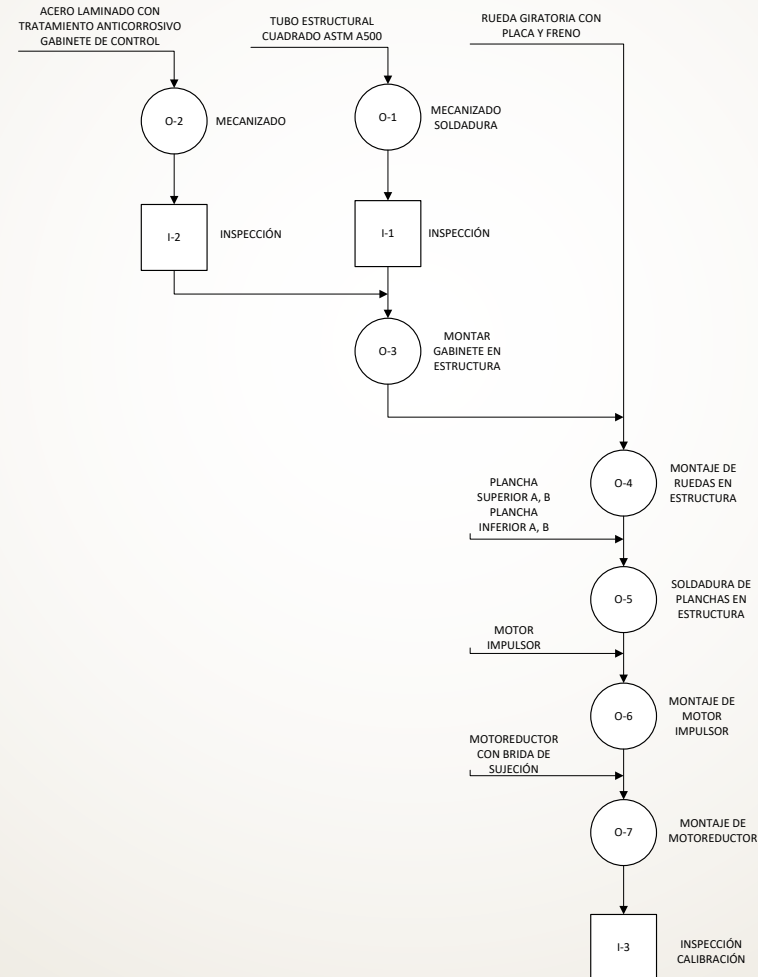 ACERO LAMINADO CON
TRATAMIENTO ANTICORROSIVO
GABINETE DE CONTROL
TUBO ESTRUCTURAL
CUADRADO ASTM A500
RUEDA GIRATORIA CON
PLACA Y FRENO
O-2
MECANIZADO
O-1
MECANIZADO
SOLDADURA
I-2
INSPECCIÓN
I-1
INSPECCIÓN
O-3
MONTAR
GABINETE EN
ESTRUCTURA
O-4
MONTAJE DE
RUEDAS EN
ESTRUCTURA
PLANCHA
SUPERIOR A, B
PLANCHA
INFERIOR A, B
O-5
SOLDADURA DE
PLANCHAS EN
ESTRUCTURA
MOTOR
IMPULSOR
O-6
MONTAJE DE
MOTOR
IMPULSOR
MOTOREDUCTOR
CON BRIDA DE
SUJECIÓN
O-7
MONTAJE DE
MOTOREDUCTOR
I-3
INSPECCIÓN
CALIBRACIÓN